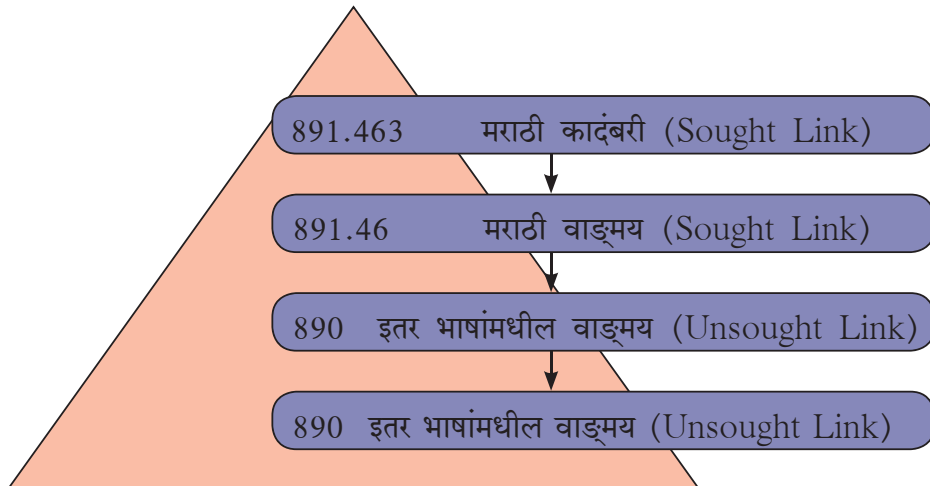 891.463 मराठी कादंबरी (Sought Link)
891.46 मराठी वाङ्‌मय (Sought Link)
890 इतर भाषांमधील वाङ्‌मय (Unsought Link)
890 इतर भाषांमधील वाङ्‌मय (Unsought Link)